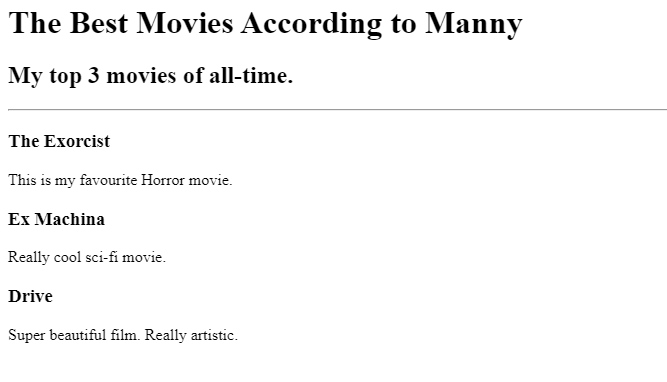 The Best Movies According to Manny
My top 3 movies of all-time.
The Exorcist
This is my favourite Horror movie.
Ex Machina
Really cool sci-fi movie.
Drive
Super beautiful film. Really artistic.